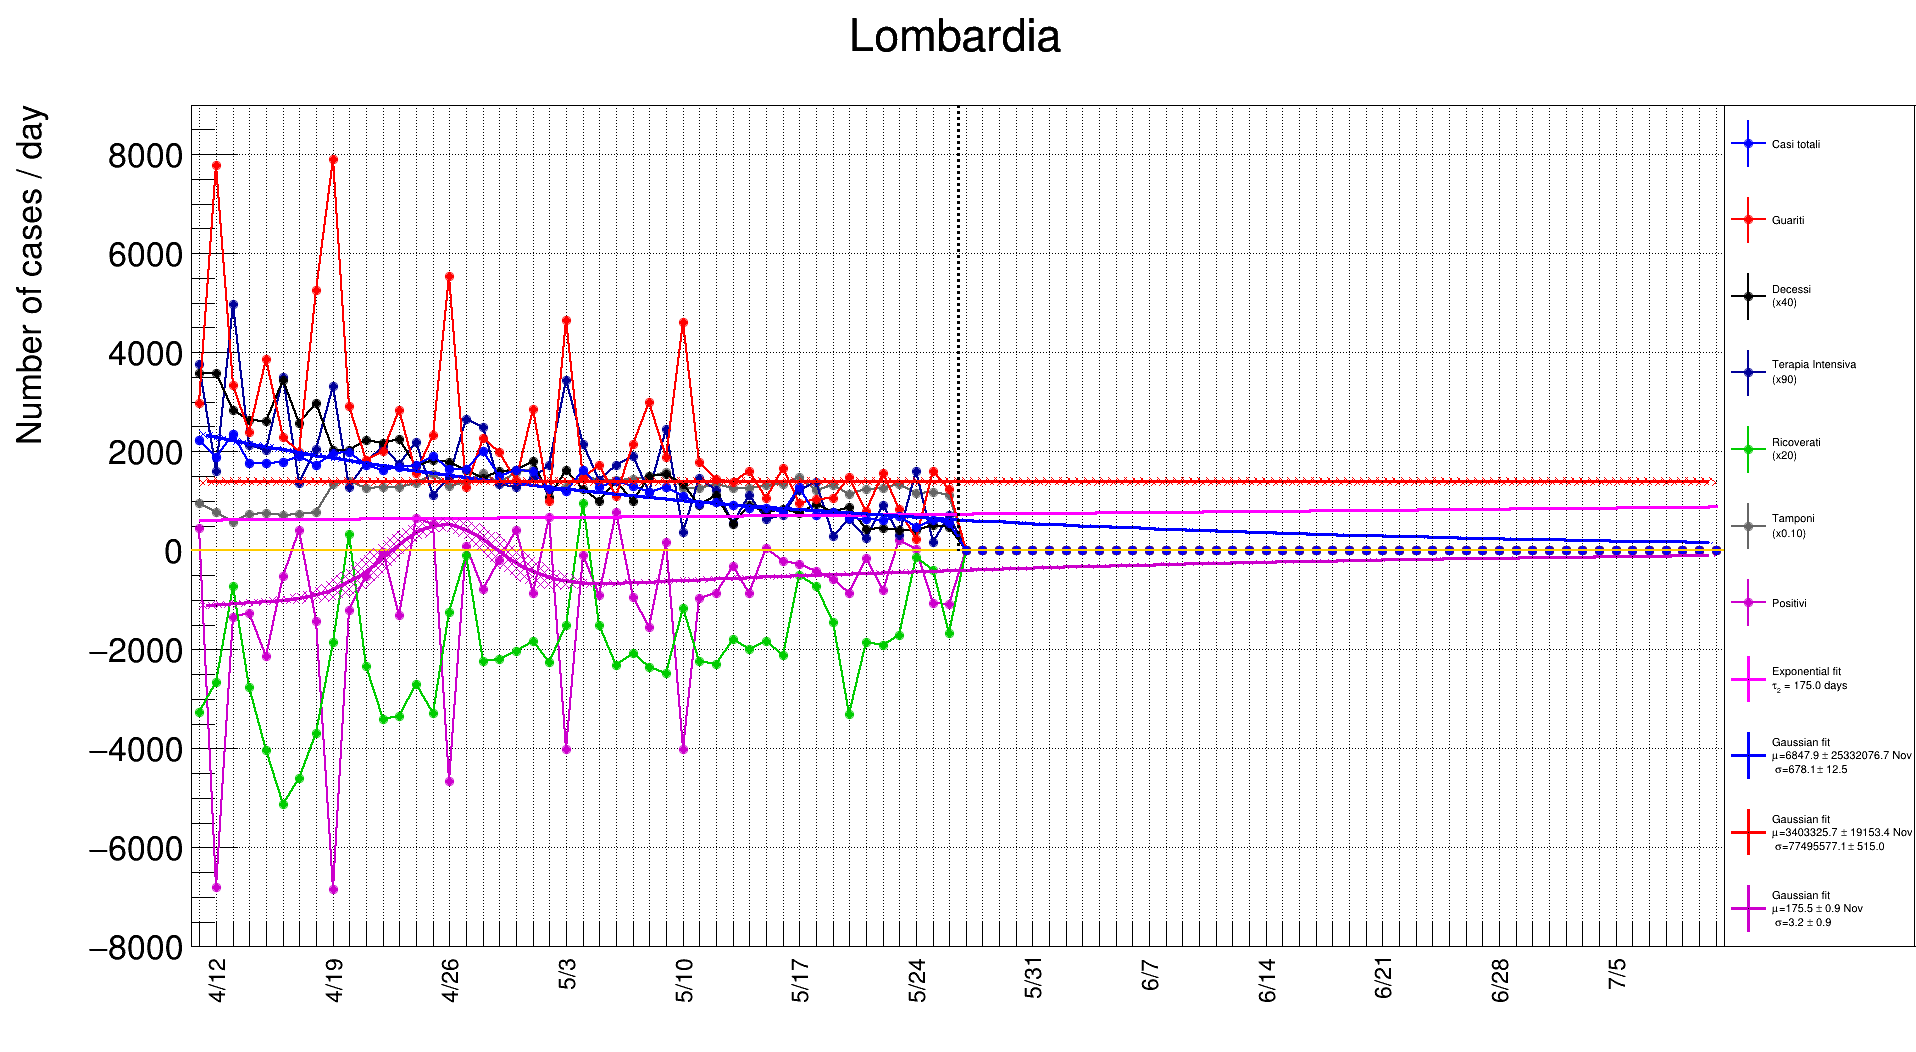 Lombardia
Number of cases / day
8000
6000
4000
2000
0
−2000
−4000
−6000
−8000
4/12
4/19
4/26
5/3
5/10
5/17
5/24
5/31
6/7
6/14
6/21
6/28
7/5
Casi totali
Guariti
Decessi
(x40)
Terapia Intensiva
(x90)
Ricoverati
(x20)
Tamponi
(x0.10)
Positivi
Exponential fit
τ₂ = 175.0 days
Gaussian fit
μ=6847.9 ± 25332076.7 Nov
σ=678.1 ± 12.5
Gaussian fit
μ=3403325.7 ± 19153.4 Nov
σ=77495577.1 ± 515.0
Gaussian fit
μ=175.5 ± 0.9 Nov
σ=3.2 ± 0.9